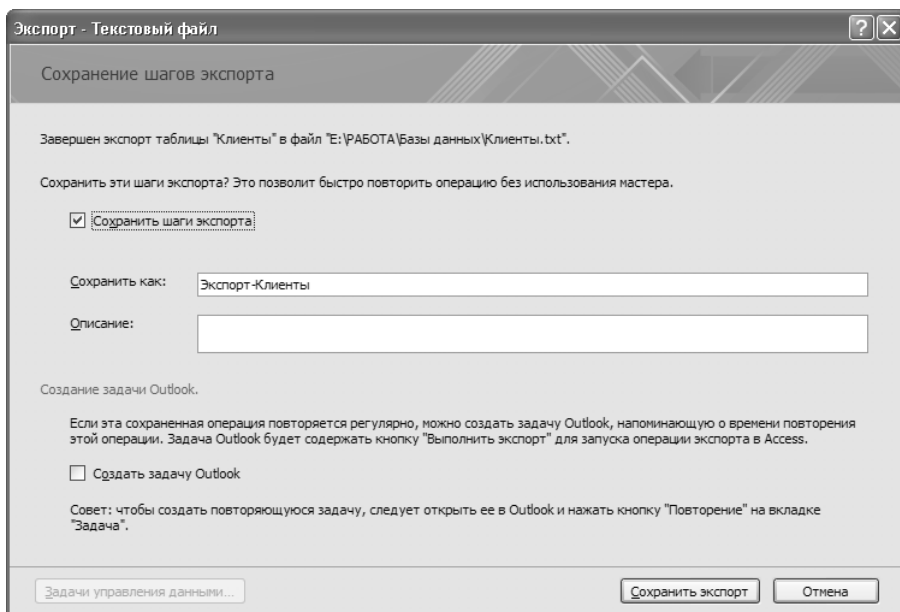 Экспорт - Текстовый файл
Сохранение шагов экспорта
Завершен экспорт таблицы "Клиенты" в файл "E:\РАБОТА\Базы данных\Клиенты.txt".
Сохранить эти шаги экспорта? Это позволит быстро повторить операцию без использования мастера.
Сохранить шаги экспорта
Сохранить как:
Экспорт-Клиенты
Описание:
Создание задачи Outlook.
Если эта сохраненная операция повторяется регулярно, можно создать задачу Outlook, напоминающую о времени повторения
этой операции. Задача Outlook будет содержать кнопку "Выполнить экспорт" для запуска операции экспорта в Access.
Создать задачу Outlook
Совет: чтобы создать повторяющуюся задачу, следует открыть ее в Outlook и нажать кнопку "Повторение" на вкладке
"Задача".
Задачи управления данными...
Сохранить экспорт
Отмена